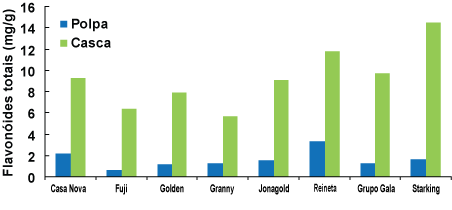 Flavonóides totais (mg/g)
16
14
12
10
8
6
4
2
0
Polpa
Casca
Casa Nova Fuji Golden Granny Jonagold Reineta Grupo Gala Starking